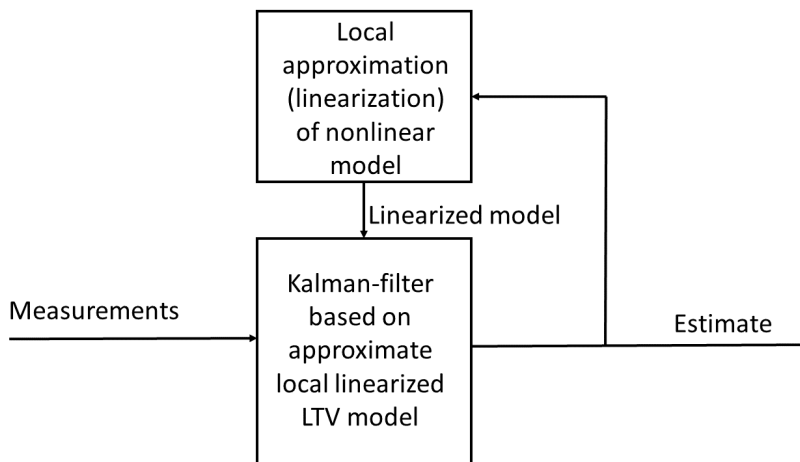 Local
approximation
(linearization)
of nonlinear
model
Linearized model
Kalman-filter
based on
approximate
local linearized
LTV model
Measurements
Estimate